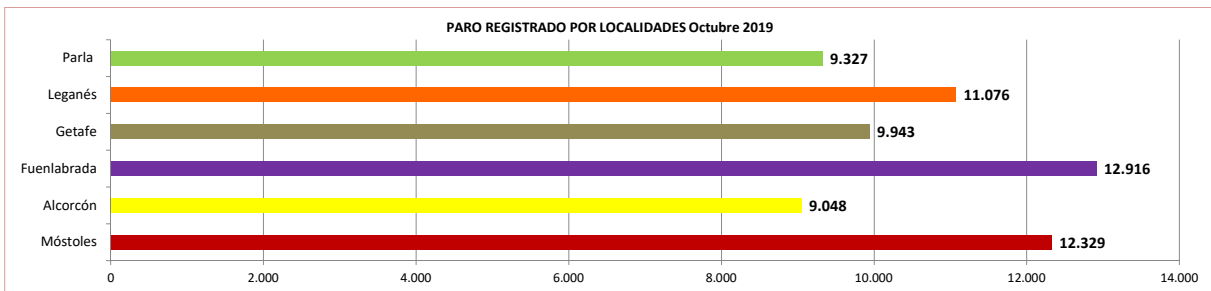 PARO REGISTRADO POR LOCALIDADES Octubre 2019
Parla 9.327
Leganés 11.076
Getafe 9.943
Fuenlabrada 12.916
Alcorcón 9.048
Móstoles 12.329
0 2.000 4.000 6.000 8.000 10.000 12.000 14.000